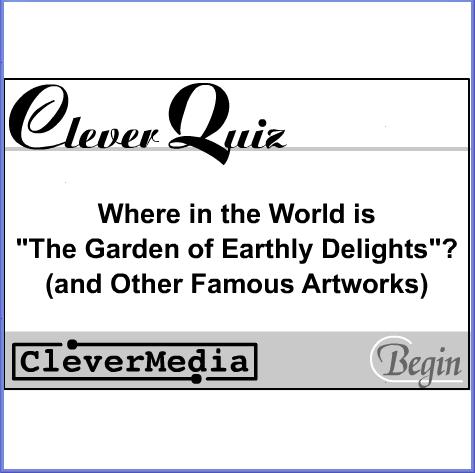 Clever Quiz
Where in the World is
"The Garden of Earthly Delights"?
(and Other Famous Artworks)
CleverMedia
Begin